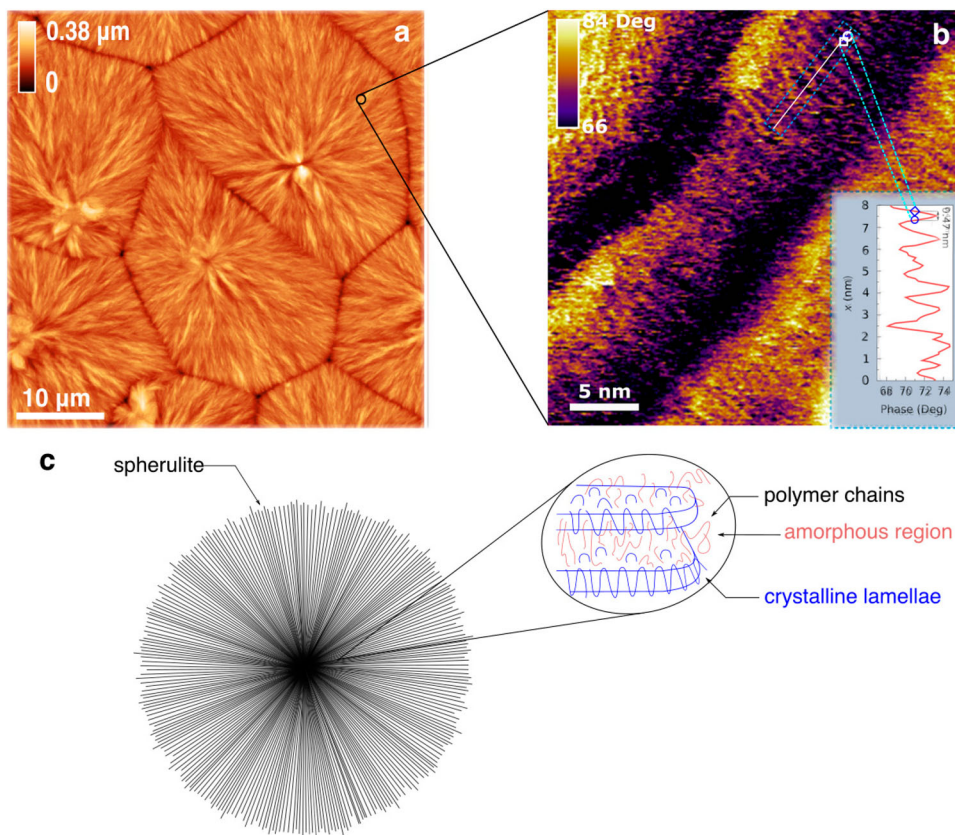 0.38 µm
0
a
10 µm
84 Deg
66
b
5 nm
0.47 nm
8
7
6
5
4
3
2
1
0
x (nm)
68 70 72 74
Phase (Deg)
c
spherulite
polymer chains
amorphous region
crystalline lamellae